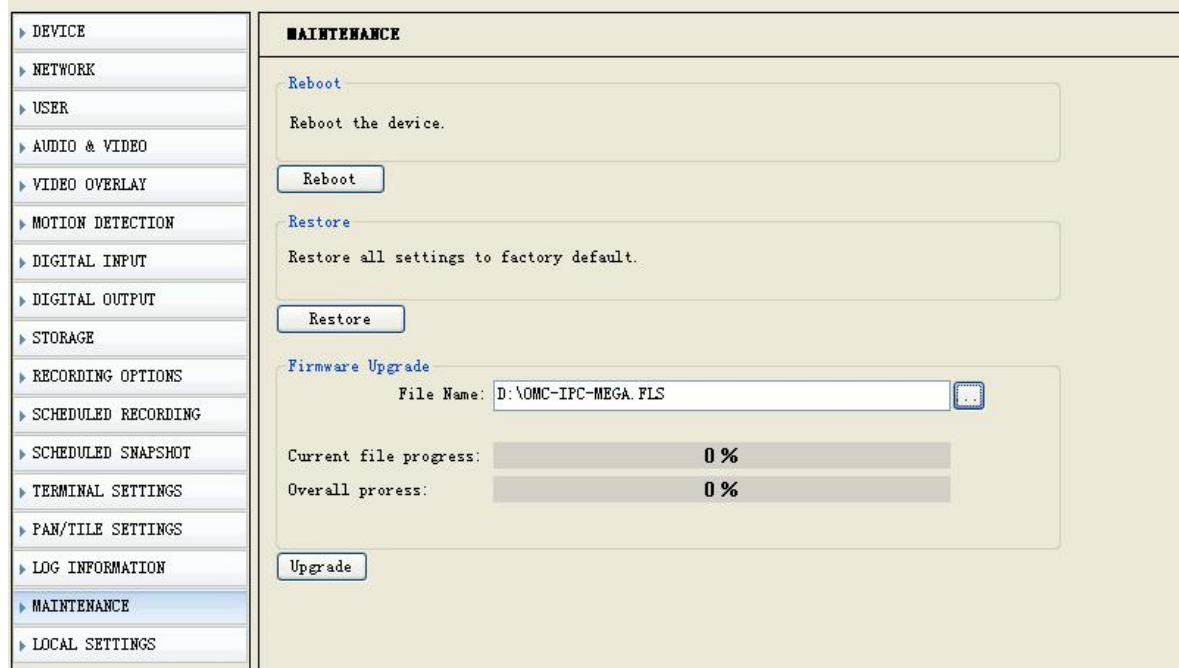 DEVICE
NETWORK
USER
AUDIO & VIDEO
VIDEO OVERLAY
MOTION DETECTION
DIGITAL INPUT
DIGITAL OUTPUT
STORAGE
RECORDING OPTIONS
SCHEDULED RECORDING
SCHEDULED SNAPSHOT
TERMINAL SETTINGS
PAN/TILE SETTINGS
LOG INFORMATION
MAINTENANCE
LOCAL SETTINGS
MAINTENANCE
Reboot
Reboot the device.
Reboot
Restore
Restore all settings to factory default.
Restore
Firmware Upgrade
File Name: D:\OMC-IPC-MEGA.FLS ...
Current file progress: 0 %
Overall proress: 0 %
Upgrade